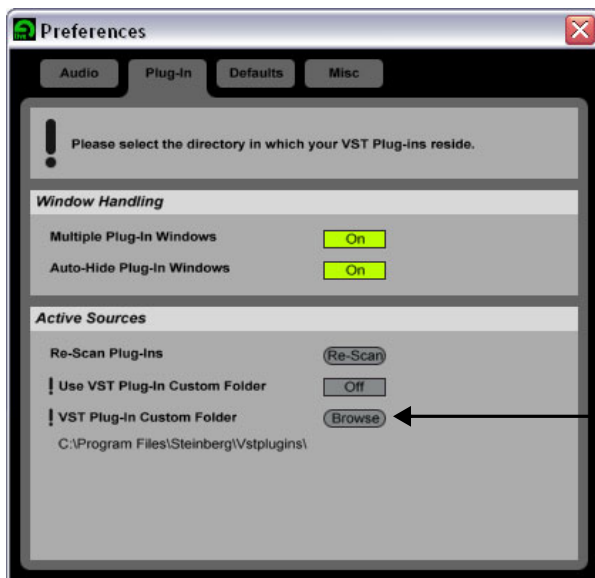 Preferences
Audio Plug-In Defaults Misc
Please select the directory in which your VST Plug-ins reside.
Window Handling
Multiple Plug-In Windows On
Auto-Hide Plug-In Windows On
Active Sources
Re-Scan Plug-Ins Re-Scan
! Use VST Plug-In Custom Folder Off
! VST Plug-In Custom Folder Browse
C:\Program Files\Steinberg\Vstplugins\